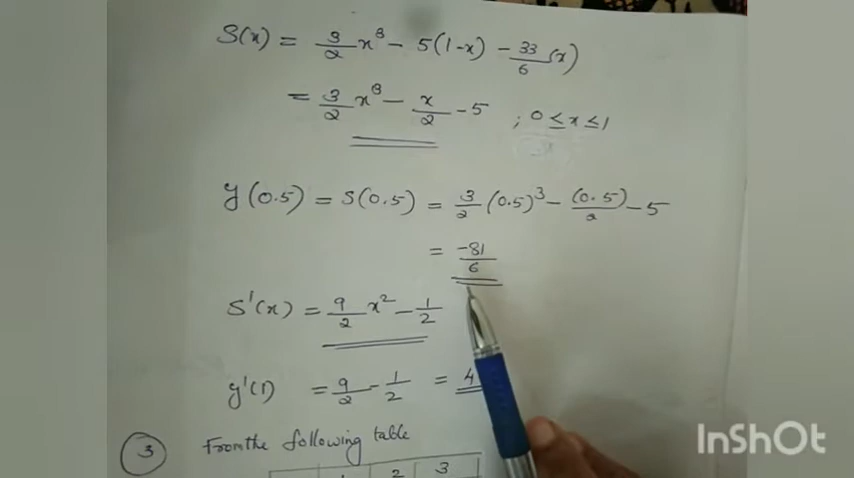 S(x) = 3/2 x³ - 5(1-x) - 33/6 (x)
= 3/2 x³ - x/2 - 5 ; 0 ≤ x ≤ 1
y(0.5) = S(0.5) = 3/2 (0.5)³ - (0.5)/2 - 5
= -81/6
S'(x) = 9/2 x² - 1/2
y'(1) = 9/2 - 1/2 = 4
3 From the following table
2 3
InShOt